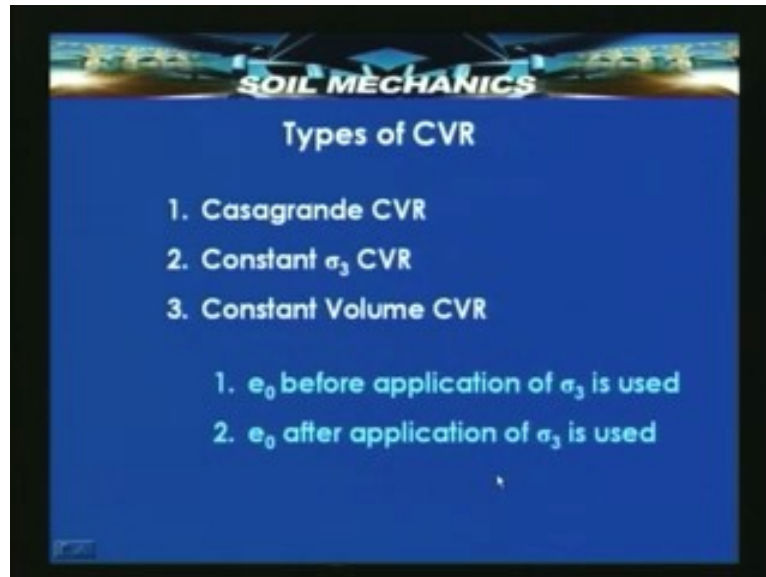 SOIL MECHANICS
Types of CVR
1. Casagrande CVR
2. Constant σ₃ CVR
3. Constant Volume CVR
1. e₀ before application of σ₃ is used
2. e₀ after application of σ₃ is used